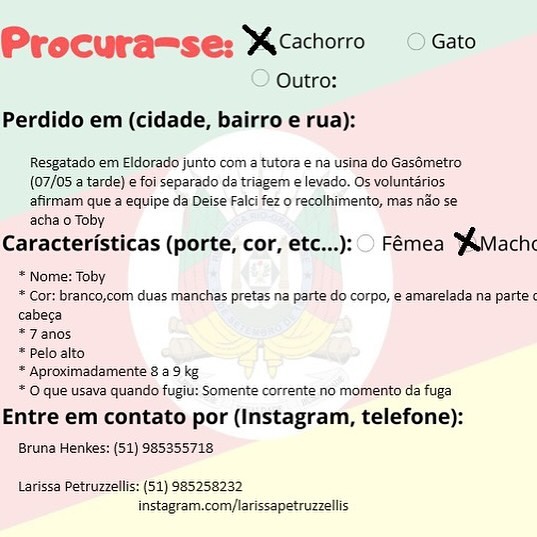 Procura-se: Cachorro Gato
Outro:
Perdido em (cidade, bairro e rua):
Resgatado em Eldorado junto com a tutora e na usina do Gasômetro
(07/05 a tarde) e foi separado da triagem e levado. Os voluntários
afirmam que a equipe da Deise Falci fez o recolhimento, mas não se
acha o Toby
Características (porte, cor, etc...): Fêmea Macho
* Nome: Toby
* Cor: branco,com duas manchas pretas na parte do corpo, e amarelada na parte d
cabeça
* 7 anos
* Pelo alto
* Aproximadamente 8 a 9 kg
* O que usava quando fugiu: Somente corrente no momento da fuga
Entre em contato por (Instagram, telefone):
Bruna Henkes: (51) 985355718
Larissa Petruzzellis: (51) 985258232
instagram.com/larissapetruzzellis